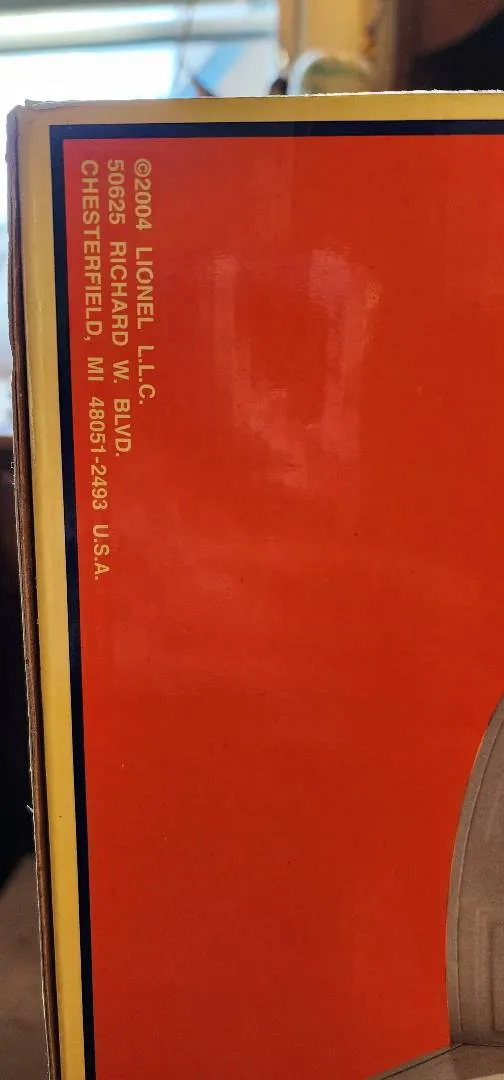 ©2004 LIONEL L.L.C.
50625 RICHARD W. BLVD.
CHESTERFIELD, MI 48051-2493 U.S.A.